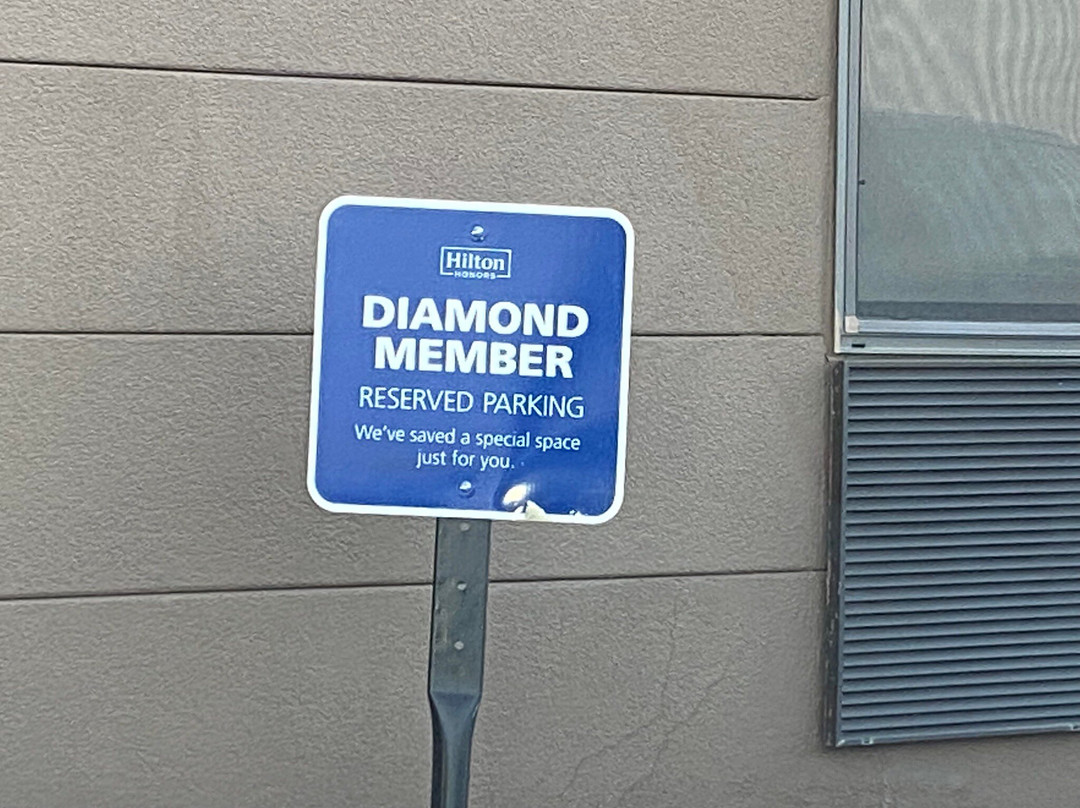 Hilton
HONORS
DIAMOND
MEMBER
RESERVED PARKING
We've saved a special space
just for you.